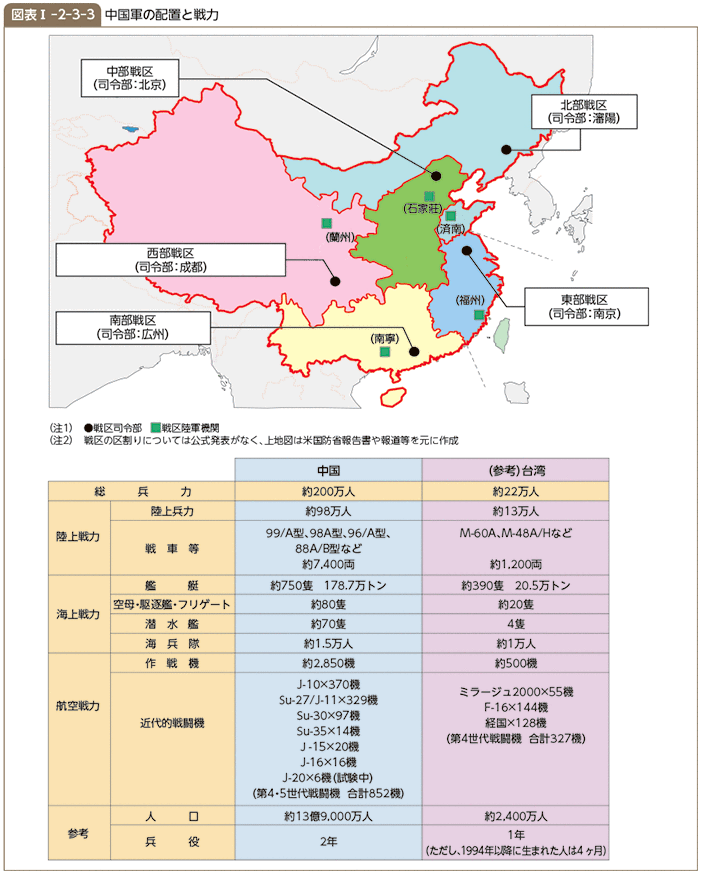 図表Ⅰ-2-3-3 中国軍の配置と戦力
中部戦区
(司令部:北京)
北部戦区
(司令部:瀋陽)
(石家荘)
(済南)
(蘭州)
西部戦区
(司令部:成都)
東部戦区
(司令部:南京)
(福州)
南部戦区
(司令部:広州)
(南寧)
(注1) ●戦区司令部 ■戦区陸軍機関
(注2) 戦区の区割りについては公式発表がなく、上地図は米国防省報告書や報道等を元に作成
中国 (参考)台湾
総兵力 約200万人 約22万人
陸上戦力 陸上兵力 約98万人 約13万人
戦車等 99/A型、98A型、96/A型、
88A/B型など
約7,400両 M-60A、M-48A/Hなど
約1,200両
海上戦力 艦艇 約750隻 178.7万トン 約390隻 20.5万トン
空母・駆逐艦・フリゲート 約80隻 約20隻
潜水艦 約70隻 4隻
海兵隊 約1.5万人 約1万人
航空戦力 作戦機 約2,850機 約500機
近代的戦闘機 J-10×370機
Su-27/J-11×329機
Su-30×97機
Su-35×14機
J-15×20機
J-16×16機
J-20×6機(試験中)
(第4・5世代戦闘機 合計852機)
ミラージュ2000×55機
F-16×144機
経国×128機
(第4世代戦闘機 合計327機)
参考 人口 約13億9,000万人 約2,400万人
兵役 2年 1年
(ただし、1994年以降に生まれた人は4ヶ月)